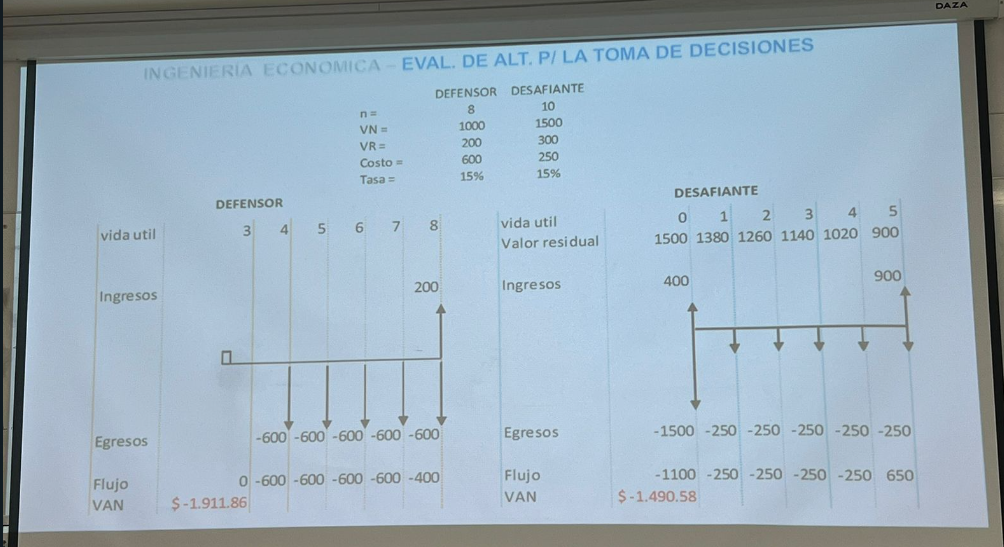 DAZA
INGENIERÍA ECONOMICA - EVAL. DE ALT. P/ LA TOMA DE DECISIONES
DEFENSOR DESAFIANTE
n = 8 10
VN = 1000 1500
VR = 200 300
Costo = 600 250
Tasa = 15% 15%
DEFENSOR
vida util 3 4 5 6 7 8
Ingresos 200
Egresos -600 -600 -600 -600 -600
Flujo 0 -600 -600 -600 -600 -400
VAN $ -1.911.86
DESAFIANTE
vida util 0 1 2 3 4 5
Valor residual 1500 1380 1260 1140 1020 900
Ingresos 400 900
Egresos -1500 -250 -250 -250 -250 -250
Flujo -1100 -250 -250 -250 -250 650
VAN $ -1.490.58